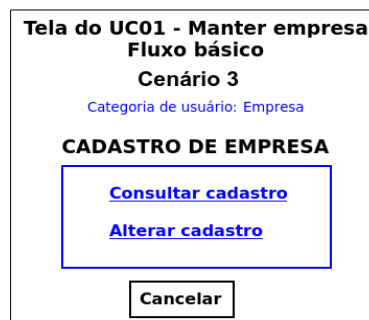 Tela do UC01 - Manter empresa
Fluxo básico
Cenário 3
Categoria de usuário: Empresa
CADASTRO DE EMPRESA
Consultar cadastro
Alterar cadastro
Cancelar